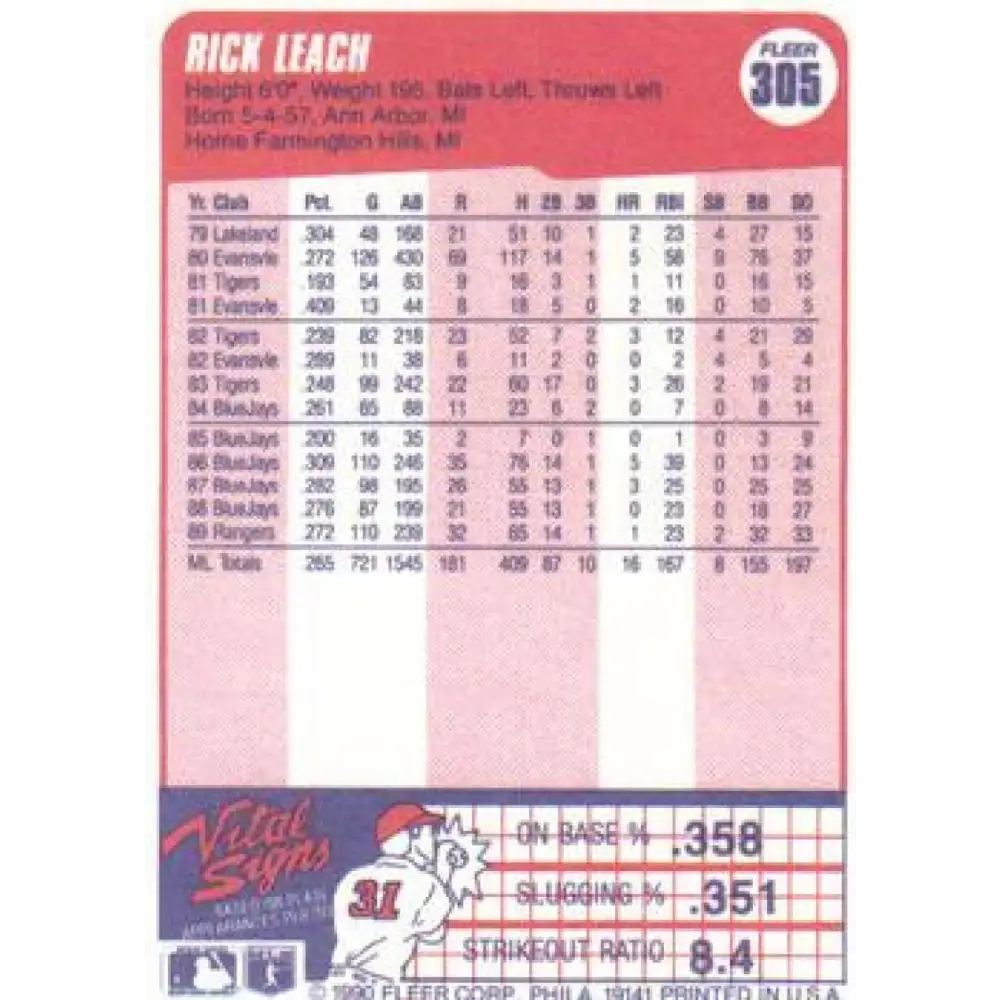 RICK LEACH
FLEER
305
Height 6'0", Weight 195, Bats Left, Throws Left
Born 5-4-57, Ann Arbor, MI
Home Farmington Hills, MI
Yr. Club Pct. G AB R H 2B 3B HR RBI SB BB SO
79 Lakeland .304 48 168 21 51 10 1 2 23 4 27 15
80 Evansvle .272 126 430 69 117 14 1 5 58 9 76 37
81 Tigers .193 54 83 9 16 3 1 1 11 0 16 15
81 Evansvle .409 13 44 8 18 5 0 2 16 0 10 5
82 Tigers .239 82 218 23 52 7 2 3 12 4 21 29
82 Evansvle .289 11 38 6 11 2 0 0 2 4 5 4
83 Tigers .248 99 242 22 60 17 0 3 26 2 19 21
84 BlueJays .261 65 88 11 23 6 2 0 7 0 8 14
85 BlueJays .200 16 35 2 7 0 1 0 1 0 3 9
86 BlueJays .309 110 246 35 76 14 1 5 39 0 13 24
87 BlueJays .282 98 195 26 55 13 1 3 25 0 25 25
88 BlueJays .276 87 199 21 55 13 1 0 23 0 18 27
89 Rangers .272 110 239 32 65 14 1 1 23 2 32 33
ML Totals .265 721 1545 181 409 87 10 16 167 8 155 197
Vital Signs
31
ON BASE % .358
SLUGGING % .351
STRIKEOUT RATIO 8.4
© 1990 FLEER CORP., PHILA. 19141 PRINTED IN U.S.A.